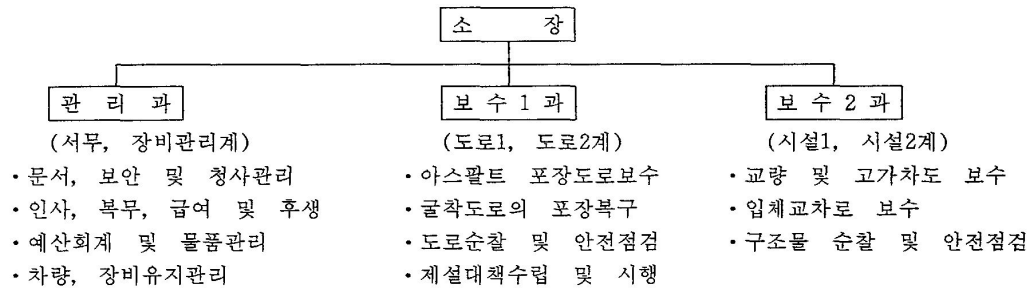 소 장
관 리 과
(서무, 장비관리계)
· 문서, 보안 및 청사관리
· 인사, 복무, 급여 및 후생
· 예산회계 및 물품관리
· 차량, 장비유지관리
보 수 1 과
(도로1, 도로2계)
· 아스팔트 포장도로보수
· 굴착도로의 포장복구
· 도로순찰 및 안전점검
· 제설대책수립 및 시행
보 수 2 과
(시설1, 시설2계)
· 교량 및 고가차도 보수
· 입체교차로 보수
· 구조물 순찰 및 안전점검